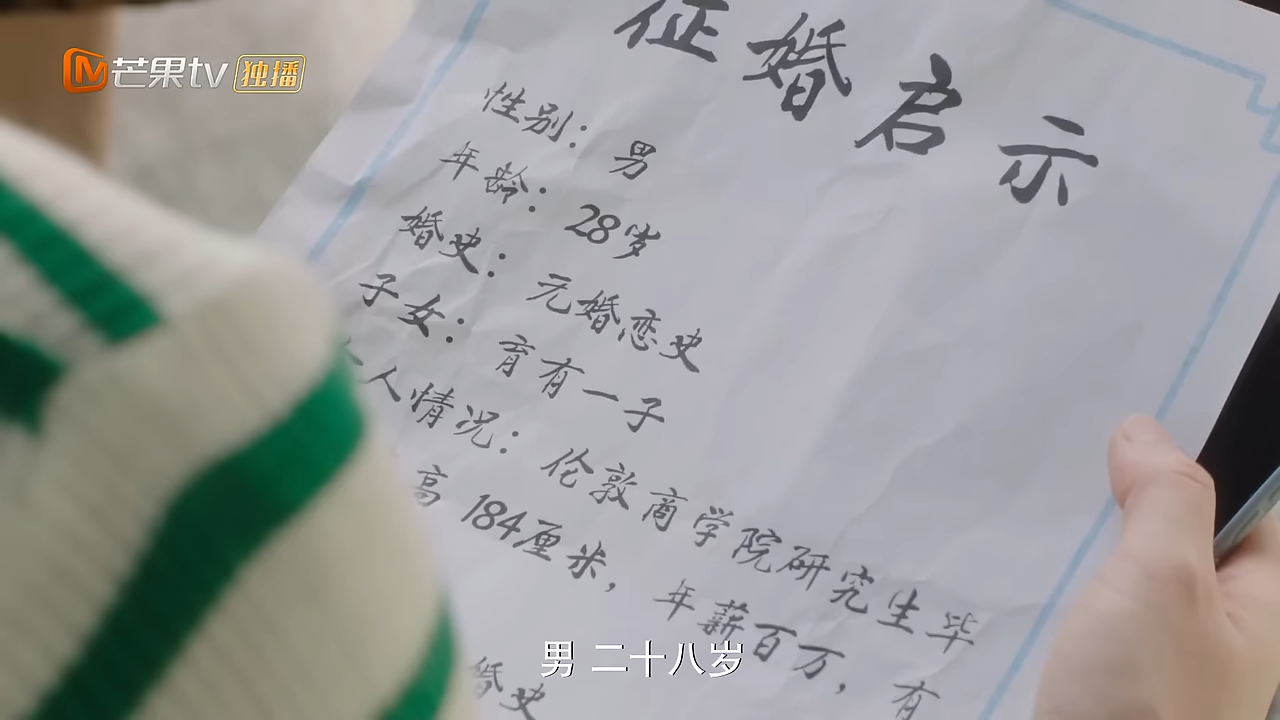 芒果tv 独播
征婚启示
性别：男
年龄：28岁
婚史：无婚恋史
子女：育有一子
人情况：伦敦商学院研究生毕
高184厘米，年薪百万，有
婚史
男 二十八岁